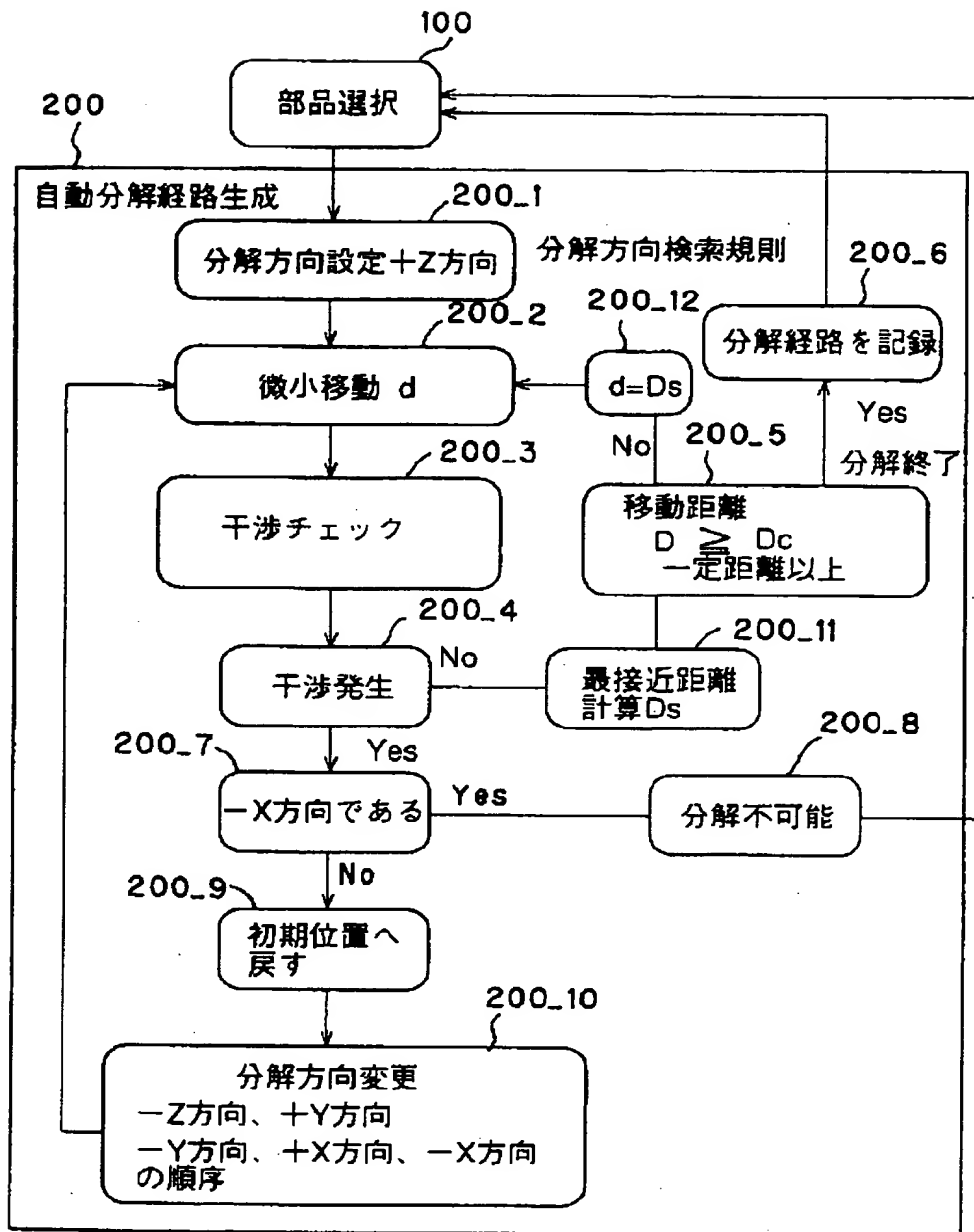 100
部品選択
200
自動分解経路生成
200_1
分解方向設定+Z方向
分解方向検索規則
200_2
微小移動 d
200_12
d=Ds
200_6
分解経路を記録
Yes
分解終了
200_3
干渉チェック
No
200_5
移動距離
D ≧ Dc
一定距離以上
200_4
干渉発生
No
200_11
最接近距離
計算Ds
Yes
200_7
-X方向である
Yes
200_8
分解不可能
No
200_9
初期位置へ
戻す
200_10
分解方向変更
-Z方向、+Y方向
-Y方向、+X方向、-X方向
の順序